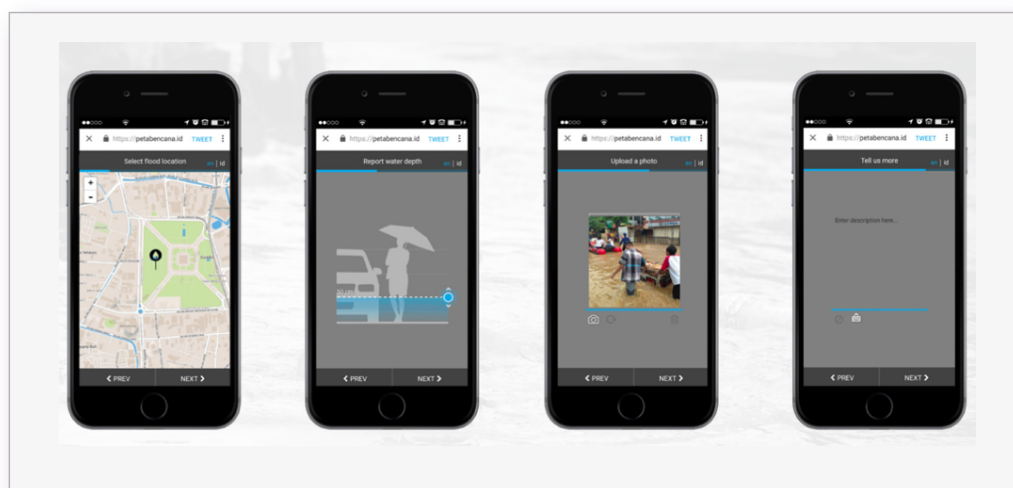 https://petabencana.id TWEET
Select flood location en | id
+
-
PREV NEXT
https://petabencana.id TWEET
Report water depth en | id
PREV NEXT
https://petabencana.id TWEET
Upload a photo en | id
PREV NEXT
https://petabencana.id TWEET
Tell us more en | id
Enter description here...
PREV NEXT